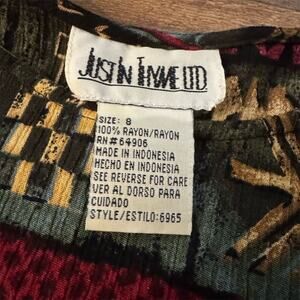 JUST IN TYME LTD.
SIZE: 8
100% RAYON/RAYON
RN#64906
MADE IN INDONESIA
HECHO EN INDONESIA
SEE REVERSE FOR CARE
VER AL DORSO PARA
CUIDADO
STYLE/ESTILO: 6965